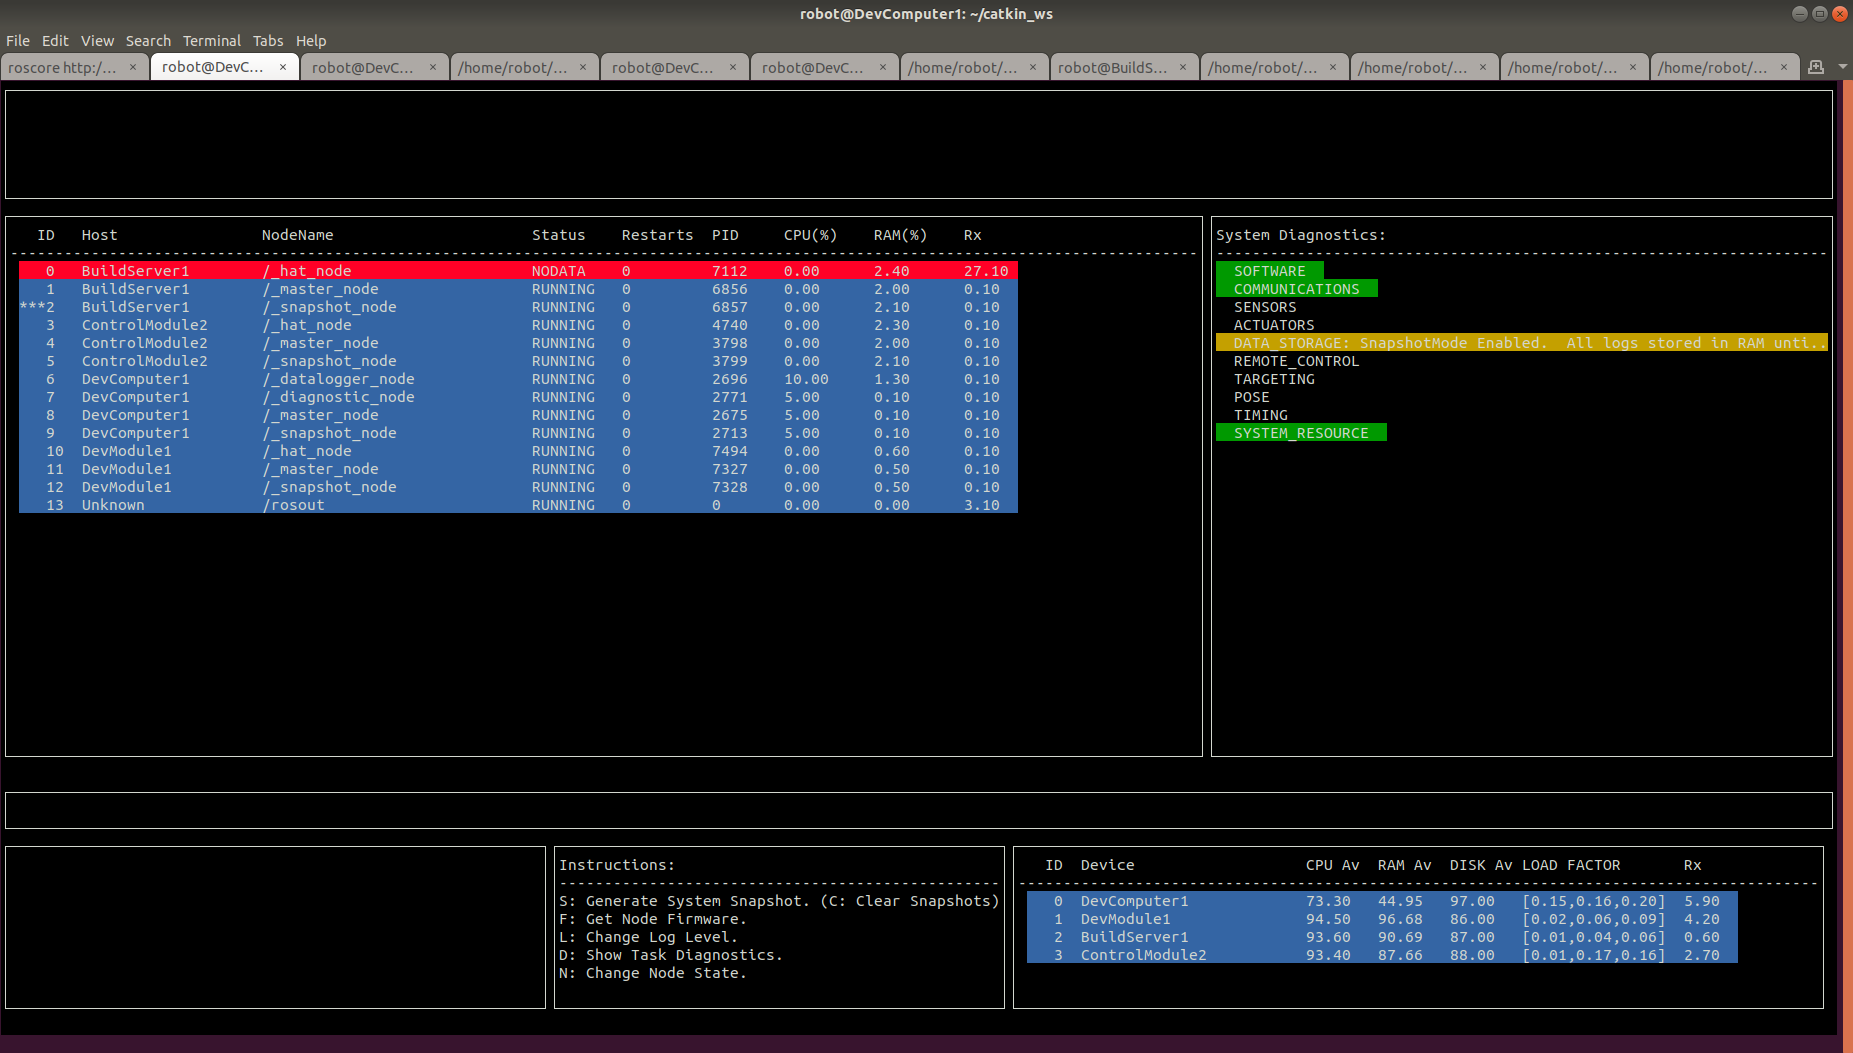 robot@DevComputer1: ~/catkin_ws
File Edit View Search Terminal Tabs Help
roscore http:/... × robot@DevC... × robot@DevC... × /home/robot/... × robot@DevC... × robot@DevC... × /home/robot/... × robot@BuildS... × /home/robot/... × /home/robot/... × /home/robot/... × /home/robot/... ×
ID Host NodeName Status Restarts PID CPU(%) RAM(%) Rx
0 BuildServer1 /_hat_node NODATA 0 7112 0.00 2.40 27.10
1 BuildServer1 /_master_node RUNNING 0 6856 0.00 2.00 0.10
***2 BuildServer1 /_snapshot_node RUNNING 0 6857 0.00 2.10 0.10
3 ControlModule2 /_hat_node RUNNING 0 4740 0.00 2.30 0.10
4 ControlModule2 /_master_node RUNNING 0 3798 0.00 2.00 0.10
5 ControlModule2 /_snapshot_node RUNNING 0 3799 0.00 2.10 0.10
6 DevComputer1 /_datalogger_node RUNNING 0 2696 10.00 1.30 0.10
7 DevComputer1 /_diagnostic_node RUNNING 0 2771 5.00 0.10 0.10
8 DevComputer1 /_master_node RUNNING 0 2675 5.00 0.10 0.10
9 DevComputer1 /_snapshot_node RUNNING 0 2713 5.00 0.10 0.10
10 DevModule1 /_hat_node RUNNING 0 7494 0.00 0.60 0.10
11 DevModule1 /_master_node RUNNING 0 7327 0.00 0.50 0.10
12 DevModule1 /_snapshot_node RUNNING 0 7328 0.00 0.50 0.10
13 Unknown /rosout RUNNING 0 0 0.00 0.00 3.10
System Diagnostics:
SOFTWARE
COMMUNICATIONS
SENSORS
ACTUATORS
DATA_STORAGE: SnapshotMode Enabled.  All logs stored in RAM unti..
REMOTE_CONTROL
TARGETING
POSE
TIMING
SYSTEM_RESOURCE
Instructions:
S: Generate System Snapshot. (C: Clear Snapshots)
F: Get Node Firmware.
L: Change Log Level.
D: Show Task Diagnostics.
N: Change Node State.
ID Device CPU Av RAM Av DISK Av LOAD FACTOR Rx
0 DevComputer1 73.30 44.95 97.00 [0.15,0.16,0.20] 5.90
1 DevModule1 94.50 96.68 86.00 [0.02,0.06,0.09] 4.20
2 BuildServer1 93.60 90.69 87.00 [0.01,0.04,0.06] 0.60
3 ControlModule2 93.40 87.66 88.00 [0.01,0.17,0.16] 2.70